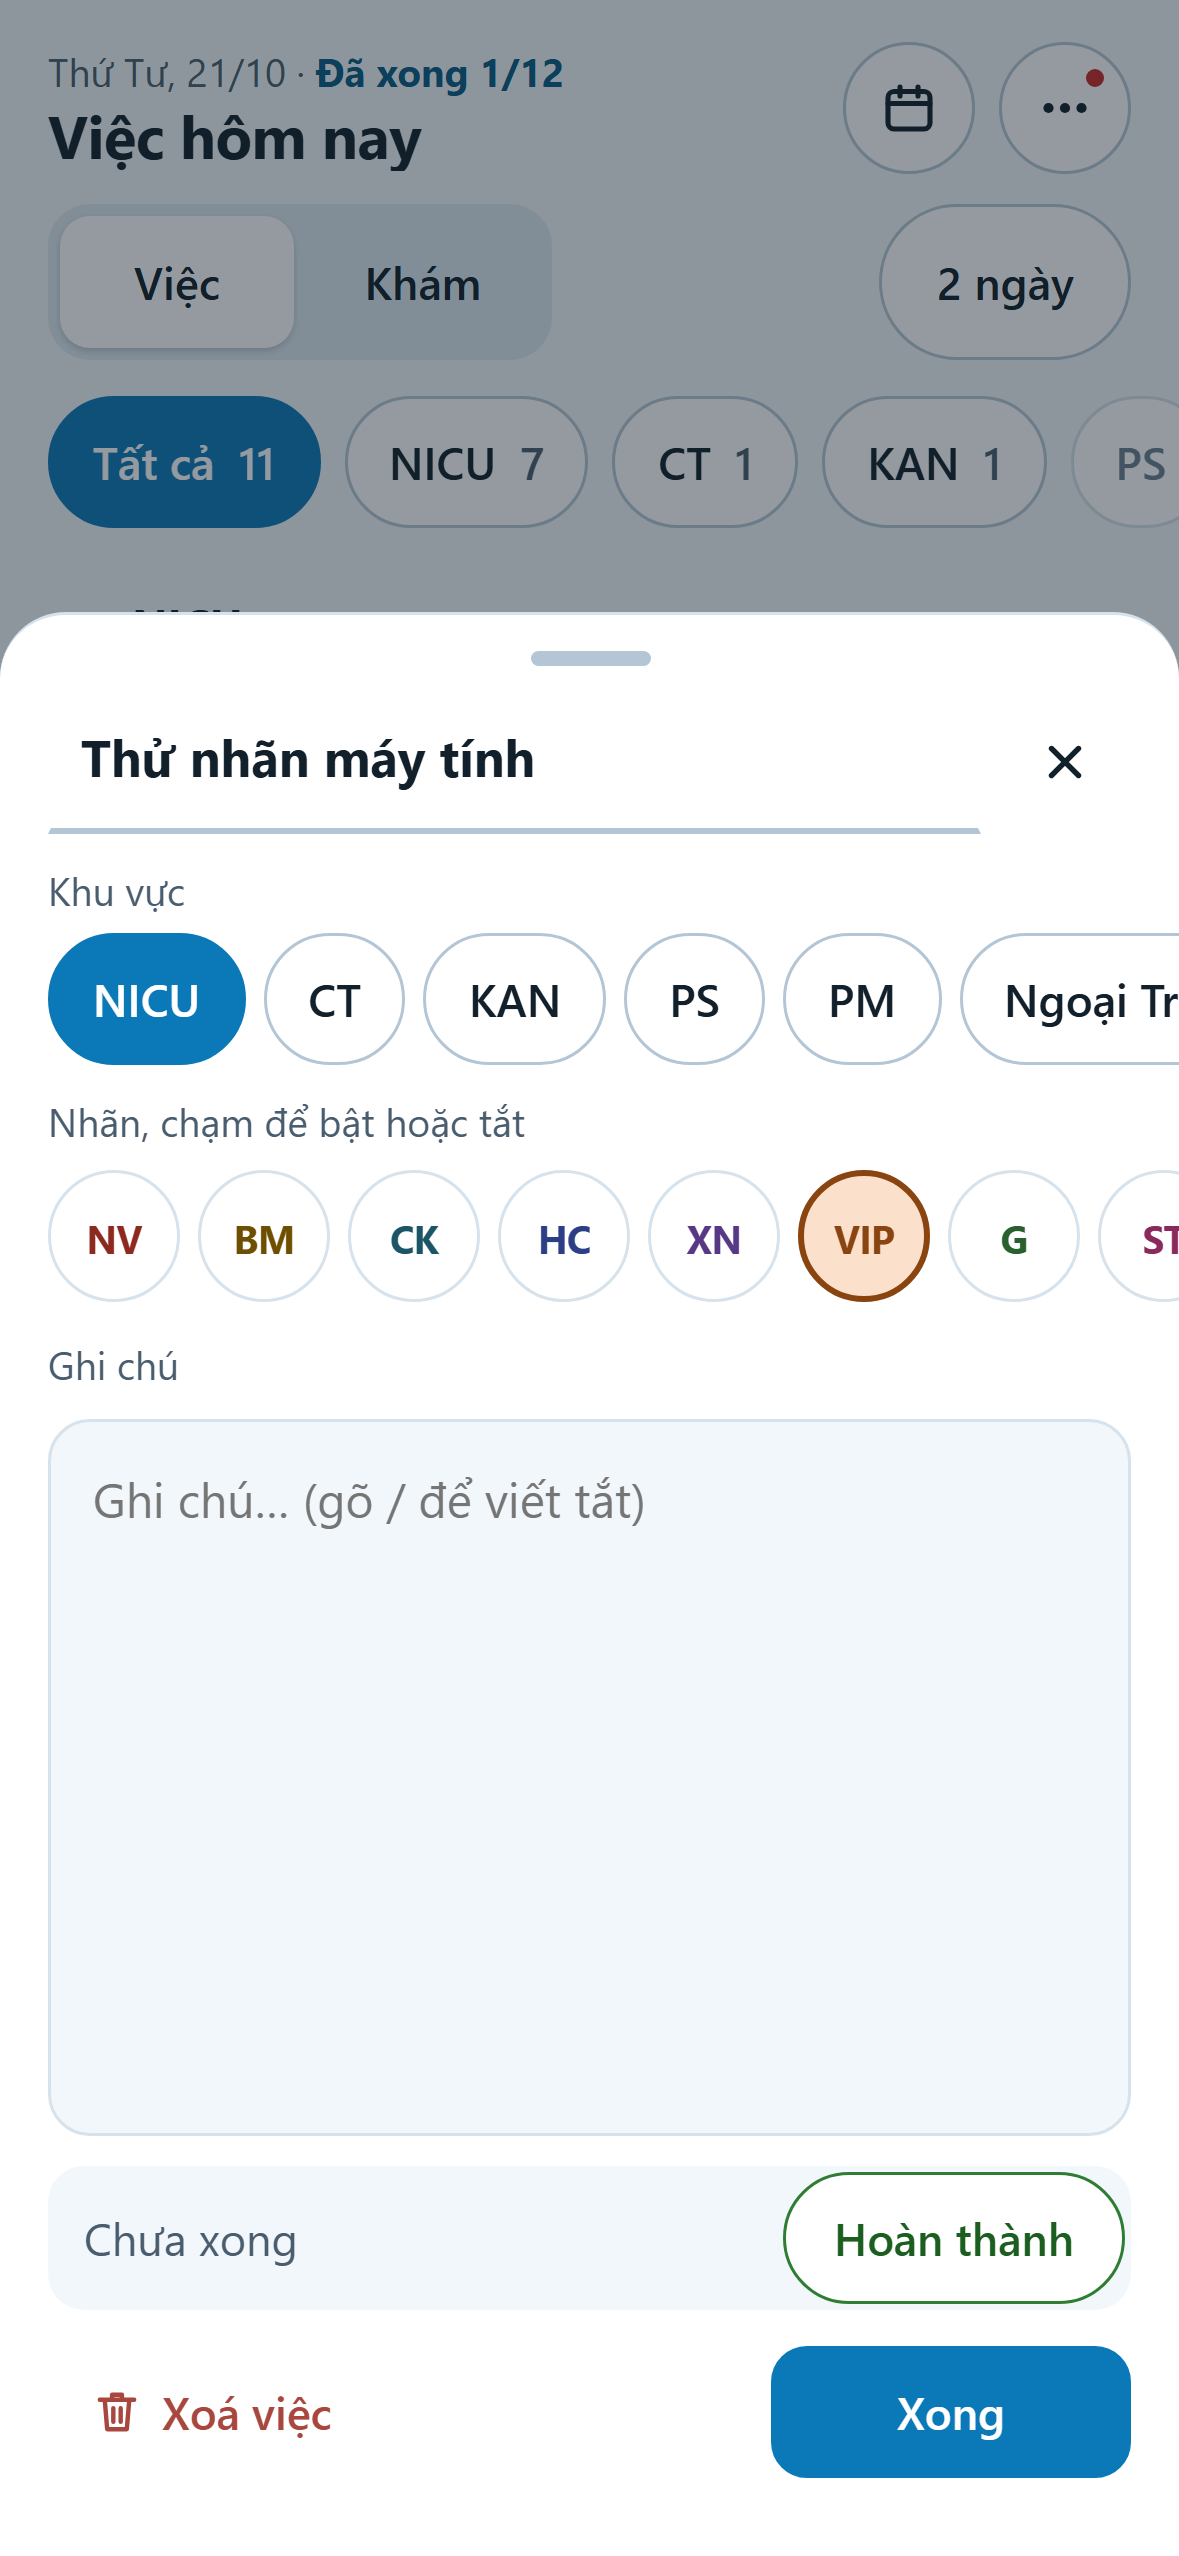 Thứ Tư, 21/10 · Đã xong 1/12
Việc hôm nay
Việc Khám 2 ngày
Tất cả 11 NICU 7 CT 1 KAN 1 PS
Thử nhãn máy tính
Khu vực
NICU CT KAN PS PM Ngoại Tr
Nhãn, chạm để bật hoặc tắt
NV BM CK HC XN VIP G ST
Ghi chú
Ghi chú... (gõ / để viết tắt)
Chưa xong Hoàn thành
Xoá việc Xong